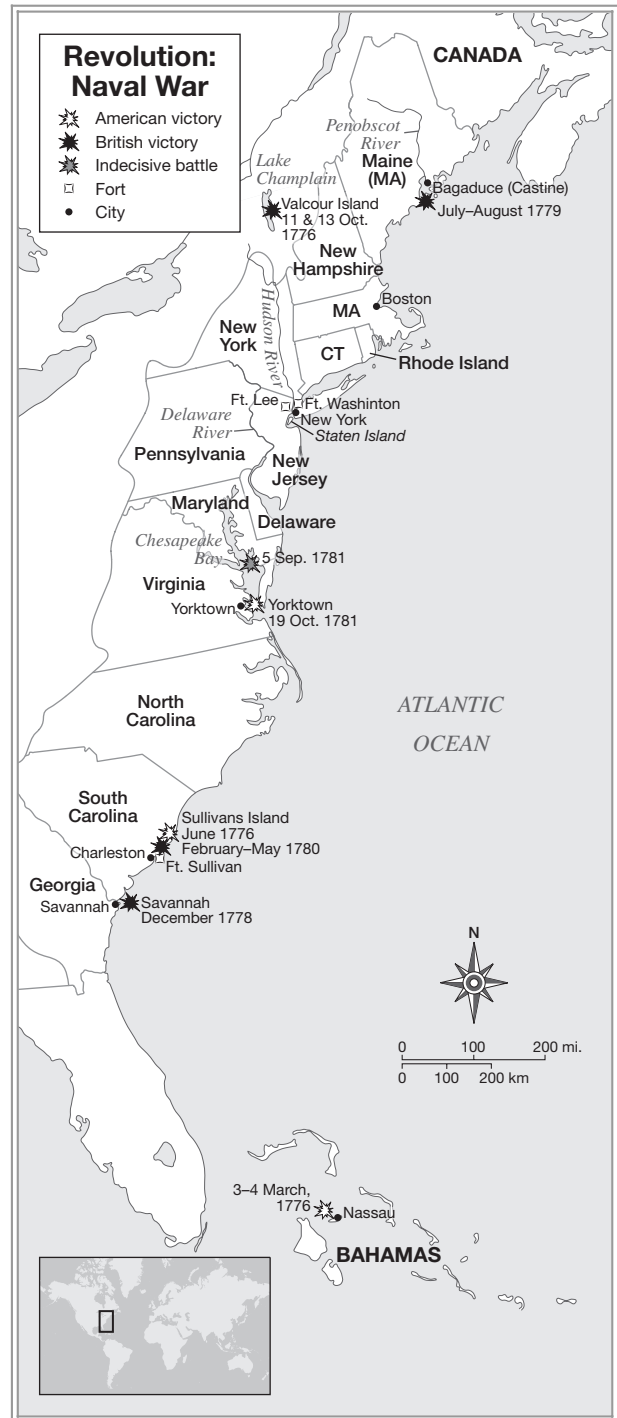 Revolution:
Naval War
American victory
British victory
Indecisive battle
Fort
City
CANADA
Penobscot
River
Maine
(MA)
Lake
Champlain
Bagaduce (Castine)
July–August 1779
Valcour Island
11 & 13 Oct.
1776
New
Hampshire
Boston
MA
Hudson River
New
York
CT
Rhode Island
Ft. Lee
Ft. Washinton
New York
Staten Island
Delaware
River
Pennsylvania
New
Jersey
Maryland
Delaware
Chesapeake
Bay
5 Sep. 1781
Virginia
Yorktown
Yorktown
19 Oct. 1781
North
Carolina
ATLANTIC
OCEAN
South
Carolina
Sullivans Island
June 1776
February–May 1780
Charleston
Ft. Sullivan
Georgia
Savannah
Savannah
December 1778
N
0 100 200 mi.
0 100 200 km
3–4 March,
1776
Nassau
BAHAMAS